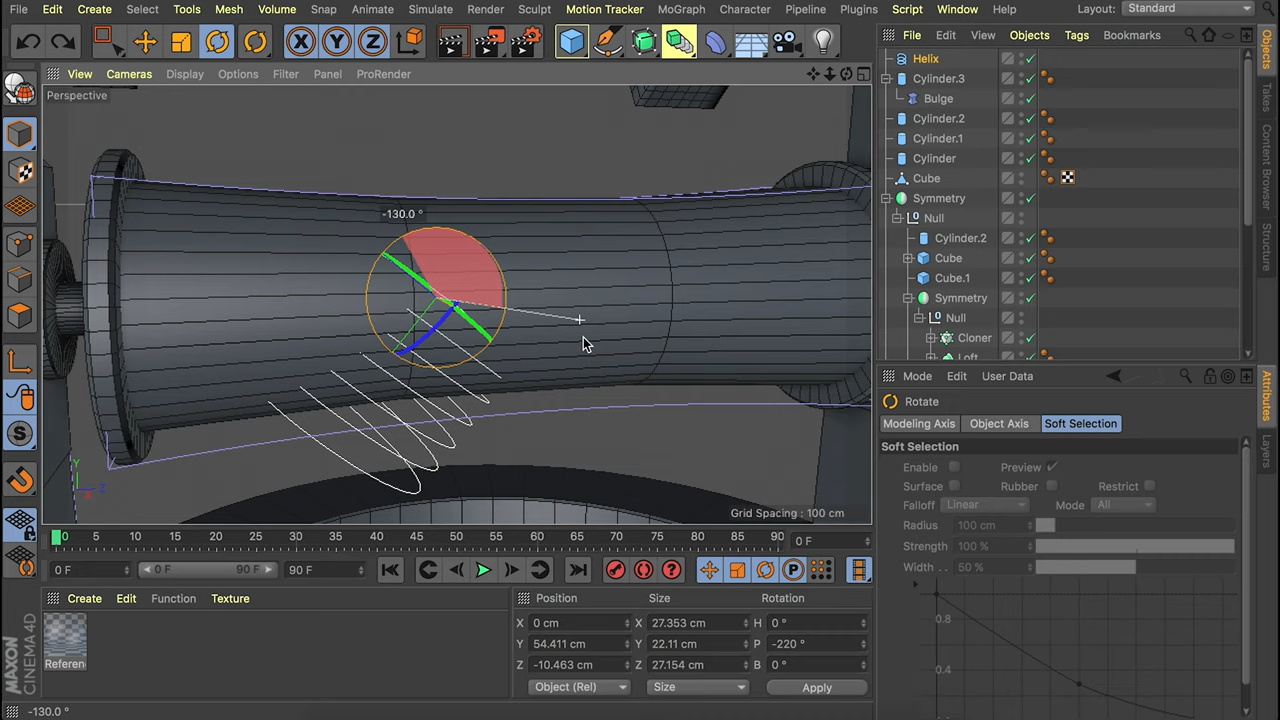 File Edit Create Select Tools Mesh Volume Snap Animate Simulate Render Sculpt Motion Tracker MoGraph Character Pipeline Plugins Script Window Help Layout: Standard
X Y Z
File Edit View Objects Tags Bookmarks
View Cameras Display Options Filter Panel ProRender
Perspective
Helix
Cylinder.3
Bulge
Cylinder.2
Cylinder.1
Cylinder
Cube
Symmetry
Null
Cylinder.2
Cube
Cube.1
Symmetry
Null
Cloner
Loft
Objects
Takes
Content Browser
Structure
-130.0 °
Y
Z
X
Grid Spacing : 100 cm
S
Mode Edit User Data
Rotate
Modeling Axis Object Axis Soft Selection
Soft Selection
Enable Preview
Surface Rubber Restrict
Falloff Linear Mode All
Radius 100 cm
Strength 100 %
Width . . 50 %
0.8
0.4
Attributes
Layers
0 5 10 15 20 25 30 35 40 45 50 55 60 65 70 75 80 85 90 0 F
0 F 0 F 90 F 90 F
P
Create Edit Function Texture
Referen
Position Size Rotation
X 0 cm X 27.353 cm H 0 °
Y 54.411 cm Y 22.11 cm P -220 °
Z -10.463 cm Z 27.154 cm B 0 °
Object (Rel) Size Apply
MAXON
CINEMA 4D
-130.0 °